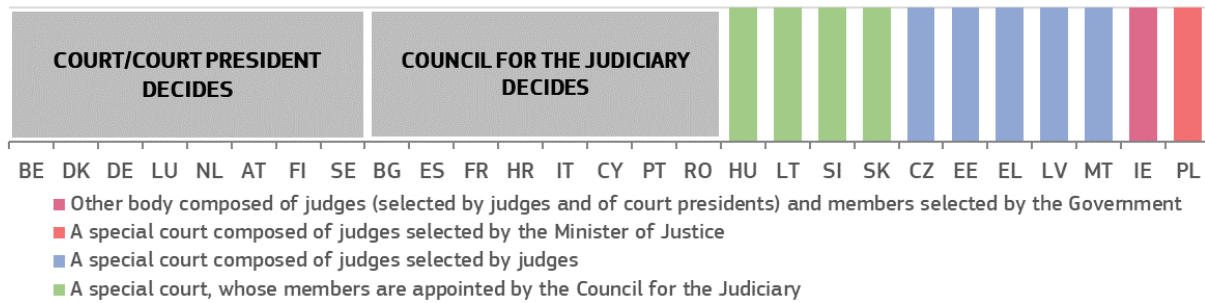 COURT/COURT PRESIDENT
DECIDES
COUNCIL FOR THE JUDICIARY
DECIDES
BE DK DE LU NL AT FI SE BG ES FR HR IT CY PT RO HU LT SI SK CZ EE EL LV MT IE PL
Other body composed of judges (selected by judges and of court presidents) and members selected by the Government
A special court composed of judges selected by the Minister of Justice
A special court composed of judges selected by judges
A special court, whose members are appointed by the Council for the Judiciary